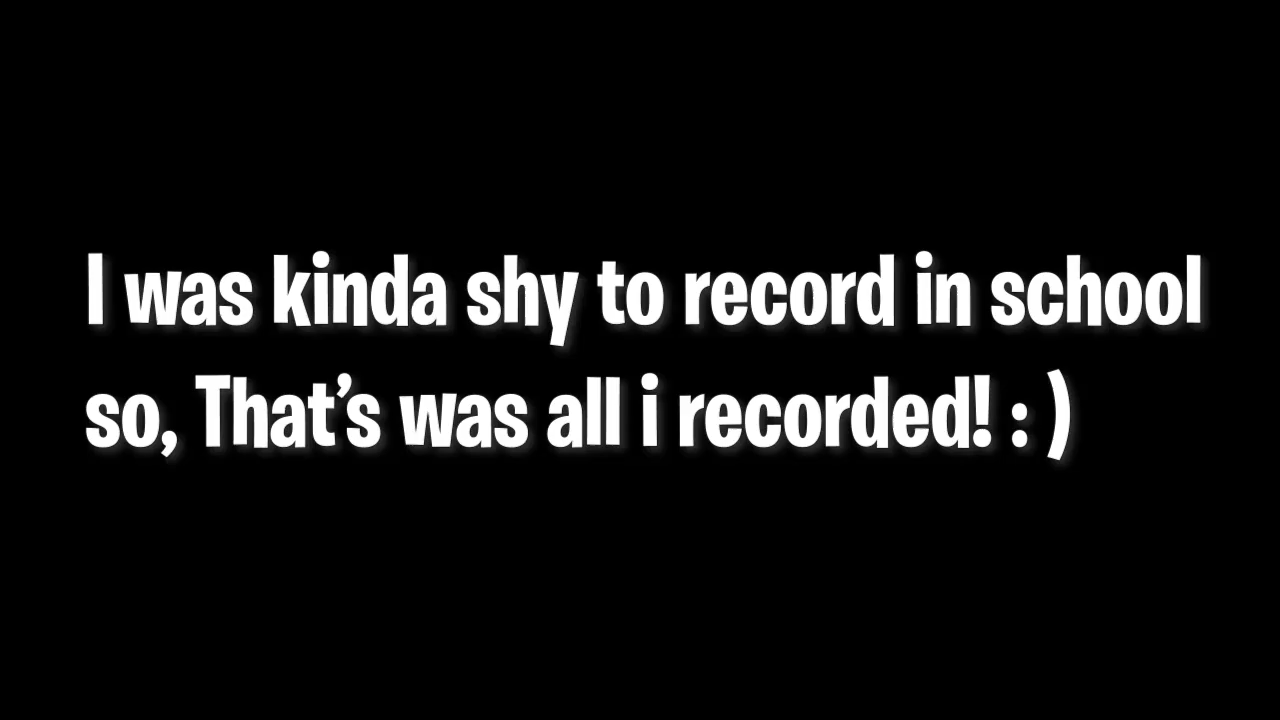 I was kinda shy to record in school
so, That’s was all i recorded! : )